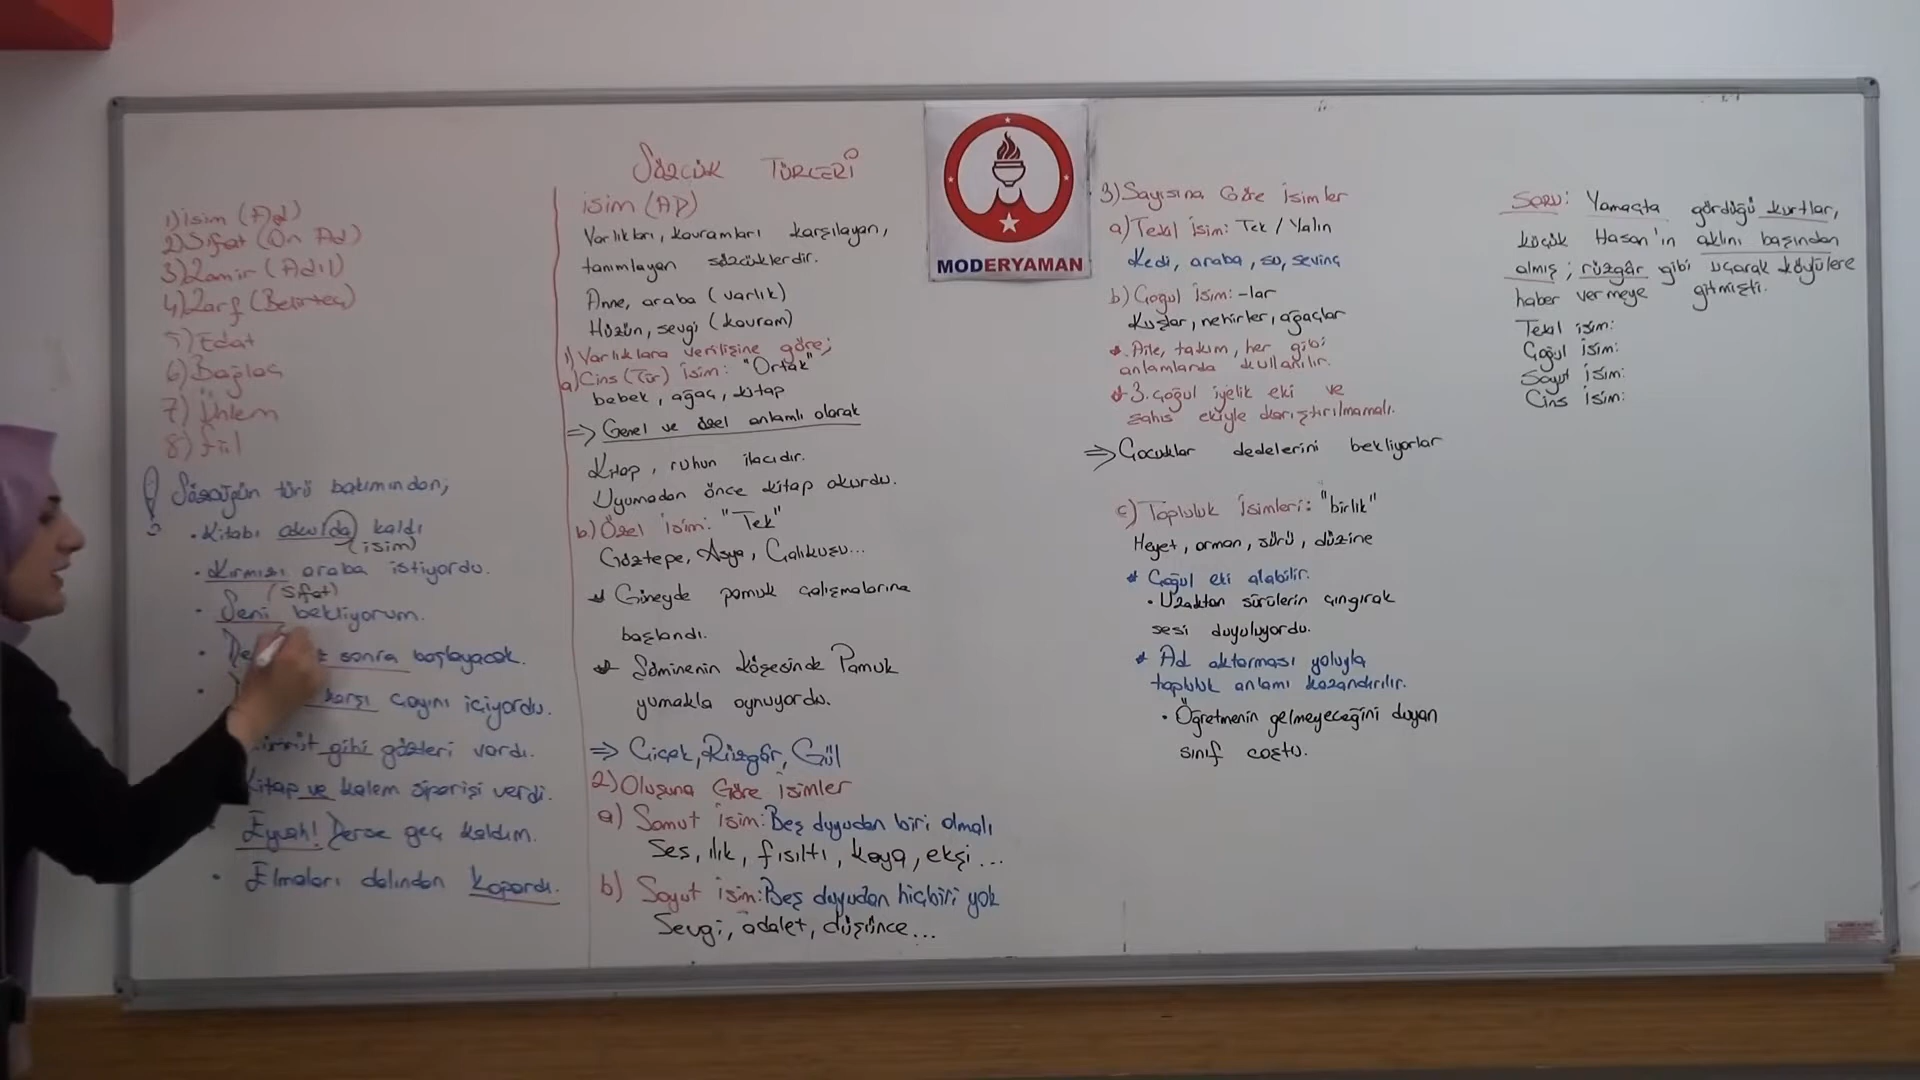 SÖZCÜK TÜRLERİ
1) İsim (Ad)
2) Sıfat (Ön Ad)
3) Zamir (Adıl)
4) Zarf (Belirteç)
5) Edat
6) Bağlaç
7) Ünlem
8) Fiil
! Sözcüğün türü bakımından,
• Kitabı okulda kaldı
(isim)
• Kırmızı araba istiyordu.
(sıfat)
• Seni bekliyorum.
• sonra başlayacak.
• karşı çayını içiyordu.
gibi gözleri vardı.
Kitap ve kalem siparişi verdi.
• Eyvah! Derse geç kaldım.
• Elmaları dalından kopardı.
isim (AD)
Varlıkları, kavramları karşılayan,
tanımlayan sözcüklerdir.
Anne, araba (varlık)
Hüzün, sevgi (kavram)
1) Varlıklara verilişine göre;
a) Cins (Tür) İsim: "Ortak"
bebek, ağaç, kitap
⇒ Genel ve özel anlamlı olarak
Kitap, ruhun ilacıdır.
Uyumadan önce kitap okurdu.
b) Özel İsim: "Tek"
Göztepe, Asya, Çalıkuşu...
* Güneyde pamuk çalışmalarına
başlandı.
* Şöminenin köşesinde Pamuk
yumakla oynuyordu.
⇒ Çiçek, Rüzgâr, Gül
2) Oluşuna Göre İsimler
a) Somut İsim: Beş duyudan biri olmalı
Ses, ılık, fısıltı, kaya, ekşi...
b) Soyut İsim: Beş duyudan hiçbiri yok
Sevgi, adalet, düşünce...
MODERYAMAN
3) Sayısına Göre İsimler
a) Tekil İsim: Tek / Yalın
Kedi, araba, su, sevinç
b) Çoğul İsim: -lar
Kuşlar, nehirler, ağaçlar
* Aile, takım, her gibi
anlamlarda kullanılır.
* 3. çoğul iyelik eki ve
şahıs ekiyle karıştırılmamalı.
⇒ Çocuklar dedelerini bekliyorlar
c) Topluluk İsimleri: "birlik"
Heyet, orman, sürü, düzine
* Çoğul eki alabilir.
• Uzaktan sürülerin çıngırak
sesi duyuluyordu.
* Ad aktarması yoluyla
topluluk anlamı kazandırılır.
• Öğretmenin gelmeyeceğini duyan
sınıf coştu.
SORU: Yamaçta gördüğü kurtlar,
küçük Hasan'ın aklını başından
almış; rüzgâr gibi uçarak köylülere
haber vermeye gitmişti.
Tekil isim:
Çoğul isim:
Soyut isim:
Cins isim: